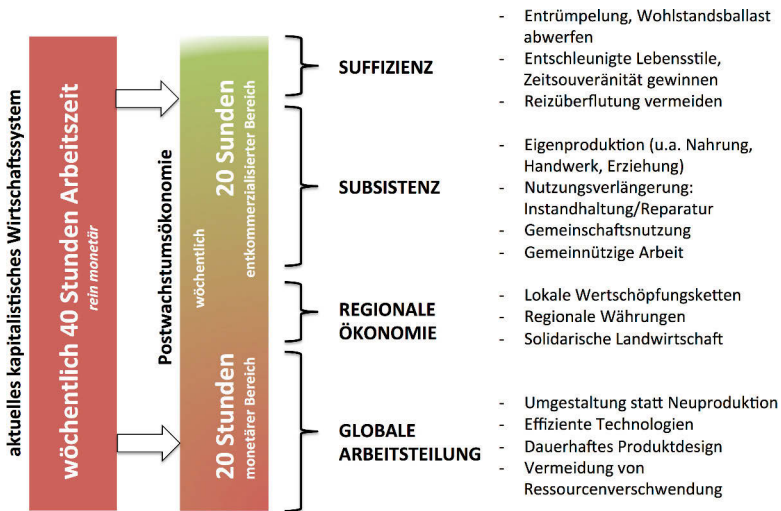 aktuelles kapitalistisches Wirtschaftssystem
wöchentlich 40 Stunden Arbeitszeit
rein monetär
Postwachstumsökonomie
wöchentlich
20 Sunden
entkommerzialisierter Bereich
20 Stunden
monetärer Bereich
SUFFIZIENZ
- Entrümpelung, Wohlstandsballast
abwerfen
- Entschleunigte Lebensstile,
Zeitsouveränität gewinnen
- Reizüberflutung vermeiden
SUBSISTENZ
- Eigenproduktion (u.a. Nahrung,
Handwerk, Erziehung)
- Nutzungsverlängerung:
Instandhaltung/Reparatur
- Gemeinschaftsnutzung
- Gemeinnützige Arbeit
REGIONALE
ÖKONOMIE
- Lokale Wertschöpfungsketten
- Regionale Währungen
- Solidarische Landwirtschaft
GLOBALE
ARBEITSTEILUNG
- Umgestaltung statt Neuproduktion
- Effiziente Technologien
- Dauerhaftes Produktdesign
- Vermeidung von
Ressourcenverschwendung